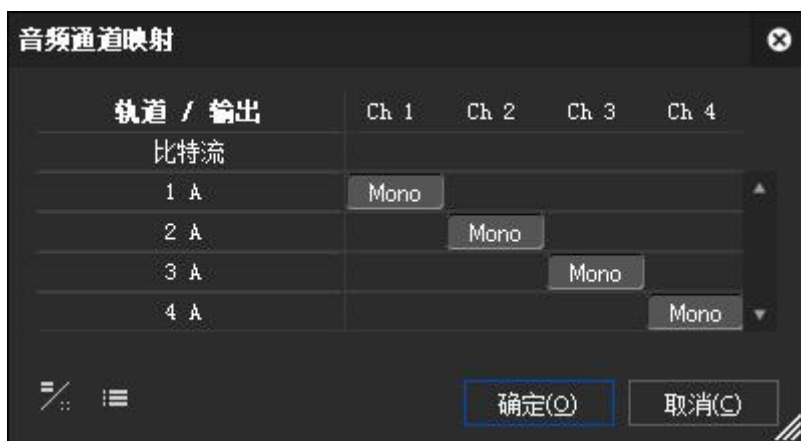 音频通道映射
轨道 / 输出 Ch 1 Ch 2 Ch 3 Ch 4
比特流
1 A Mono
2 A Mono
3 A Mono
4 A Mono
确定(O) 取消(C)